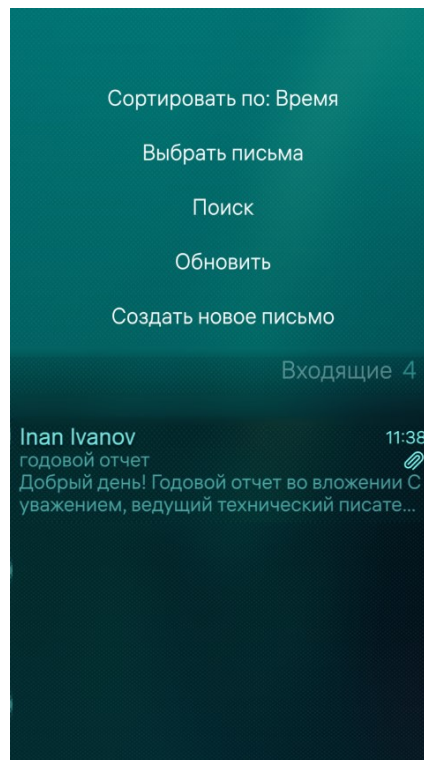 Сортировать по: Время
Выбрать письма
Поиск
Обновить
Создать новое письмо
Входящие 4
Inan Ivanov 11:38
годовой отчет
Добрый день! Годовой отчет во вложении С
уважением, ведущий технический писате...